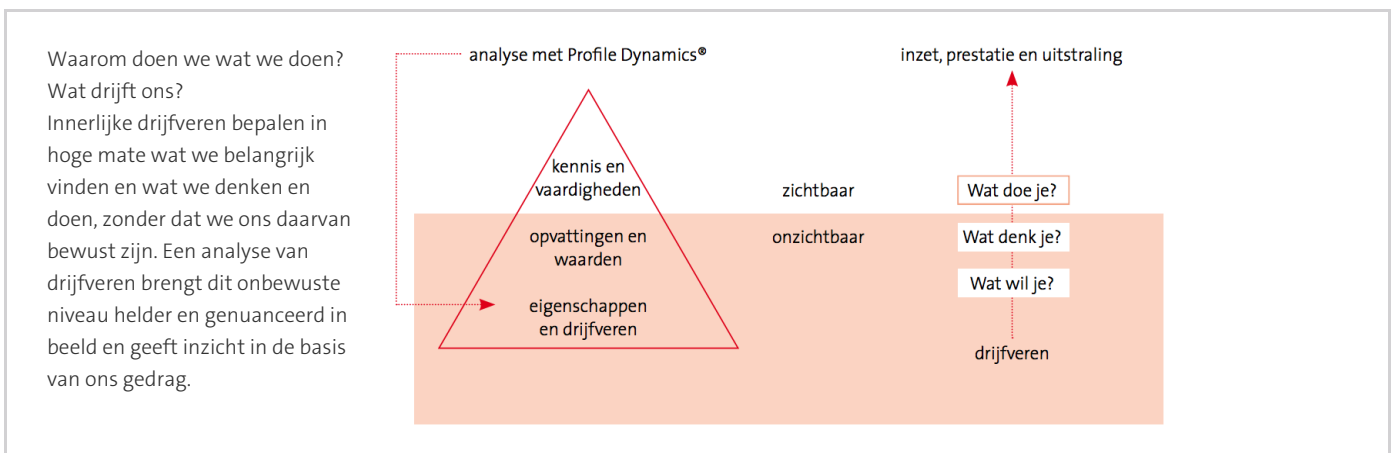 Waarom doen we wat we doen?
Wat drijft ons?
Innerlijke drijfveren bepalen in
hoge mate wat we belangrijk
vinden en wat we denken en
doen, zonder dat we ons daarvan
bewust zijn. Een analyse van
drijfveren brengt dit onbewuste
niveau helder en genuanceerd in
beeld en geeft inzicht in de basis
van ons gedrag.
analyse met Profile Dynamics®
kennis en
vaardigheden
opvattingen en
waarden
eigenschappen
en drijfveren
zichtbaar
onzichtbaar
inzet, prestatie en uitstraling
Wat doe je?
Wat denk je?
Wat wil je?
drijfveren